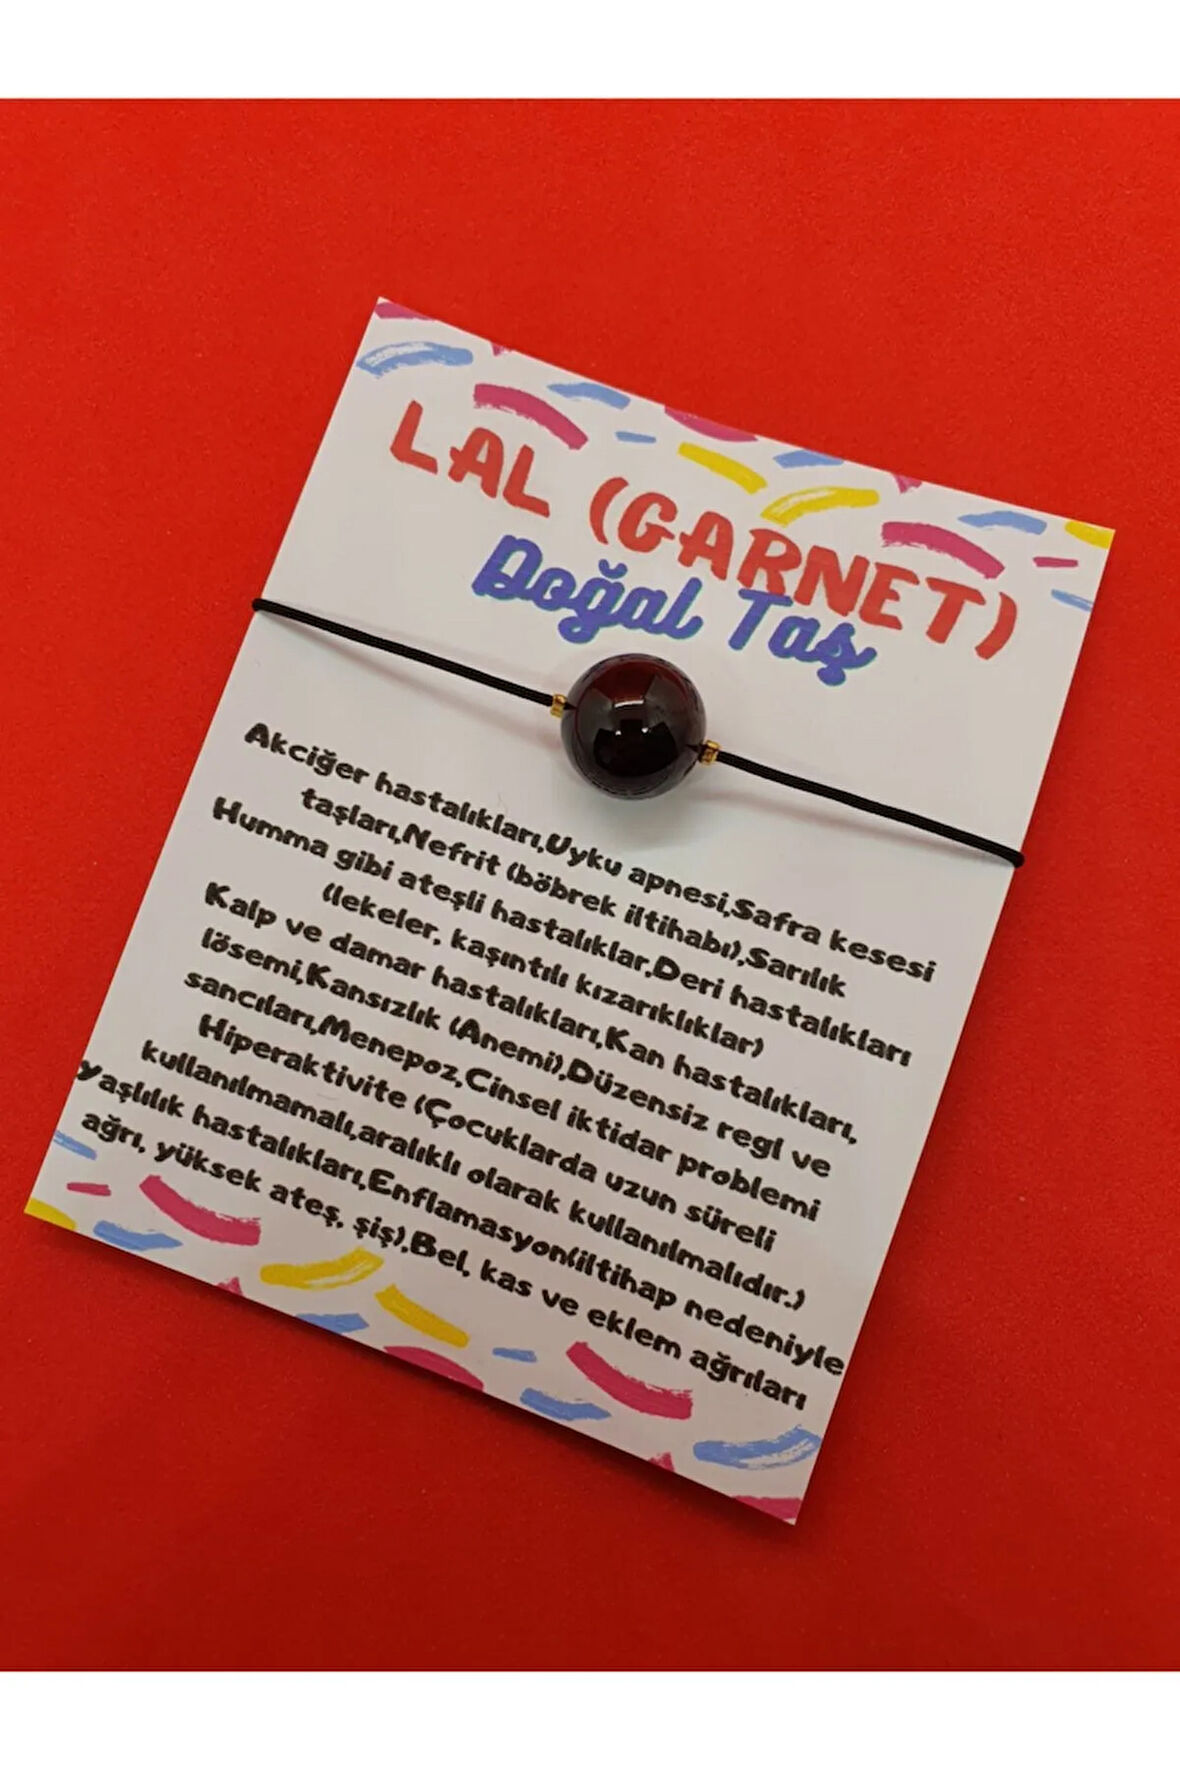 LAL (GARNET)
Doğal Taş
Akciğer hastalıkları,Uyku apnesi,Safra kesesi
taşları,Nefrit (böbrek iltihabı),Sarılık
Humma gibi ateşli hastalıklar,Deri hastalıkları
(lekeler, kaşıntılı kızarıklıklar)
Kalp ve damar hastalıkları,Kan hastalıkları,
lösemi,Kansızlık (Anemi),Düzensiz regl ve
sancıları,Menepoz,Cinsel iktidar problemi
Hiperaktivite (Çocuklarda uzun süreli
kullanılmamalı,aralıklı olarak kullanılmalıdır.)
yaşlılık hastalıkları,Enflamasyon(iltihap nedeniyle
ağrı, yüksek ateş, şiş),Bel, kas ve eklem ağrıları